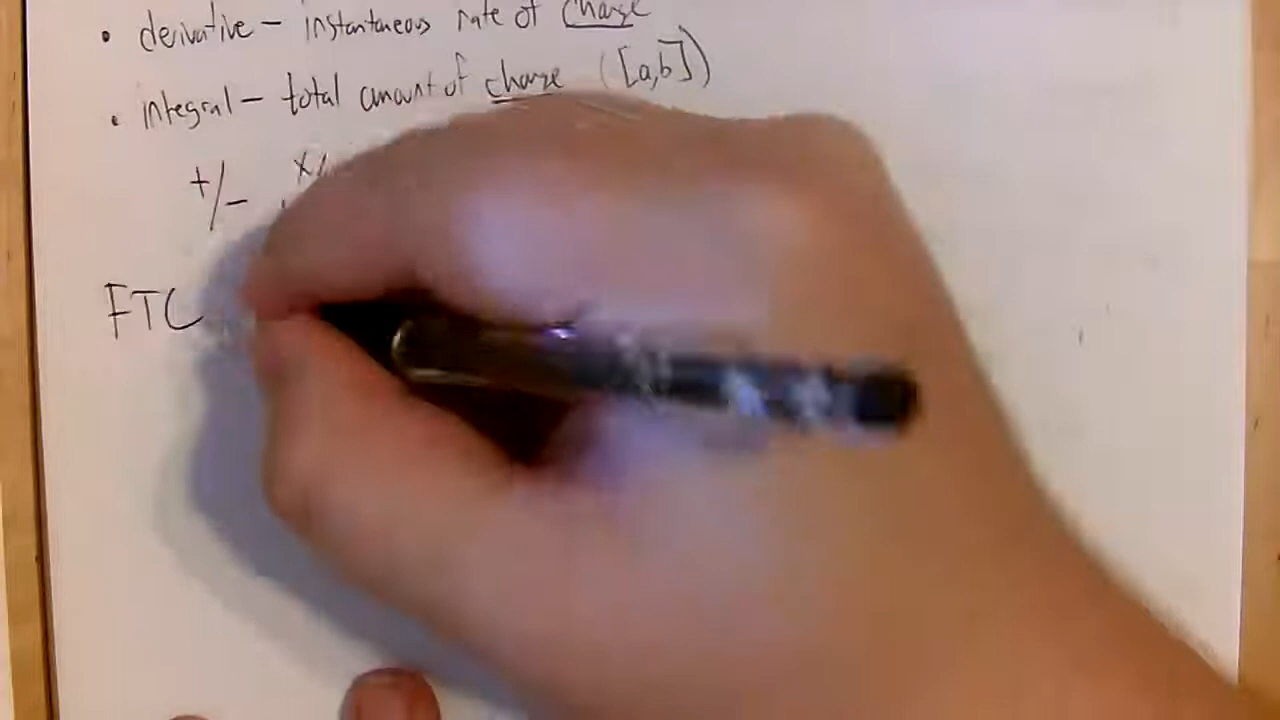 • derivative – instantaneous rate of change
• integral – total amount of change ([a,b])
+/- x/
FTC